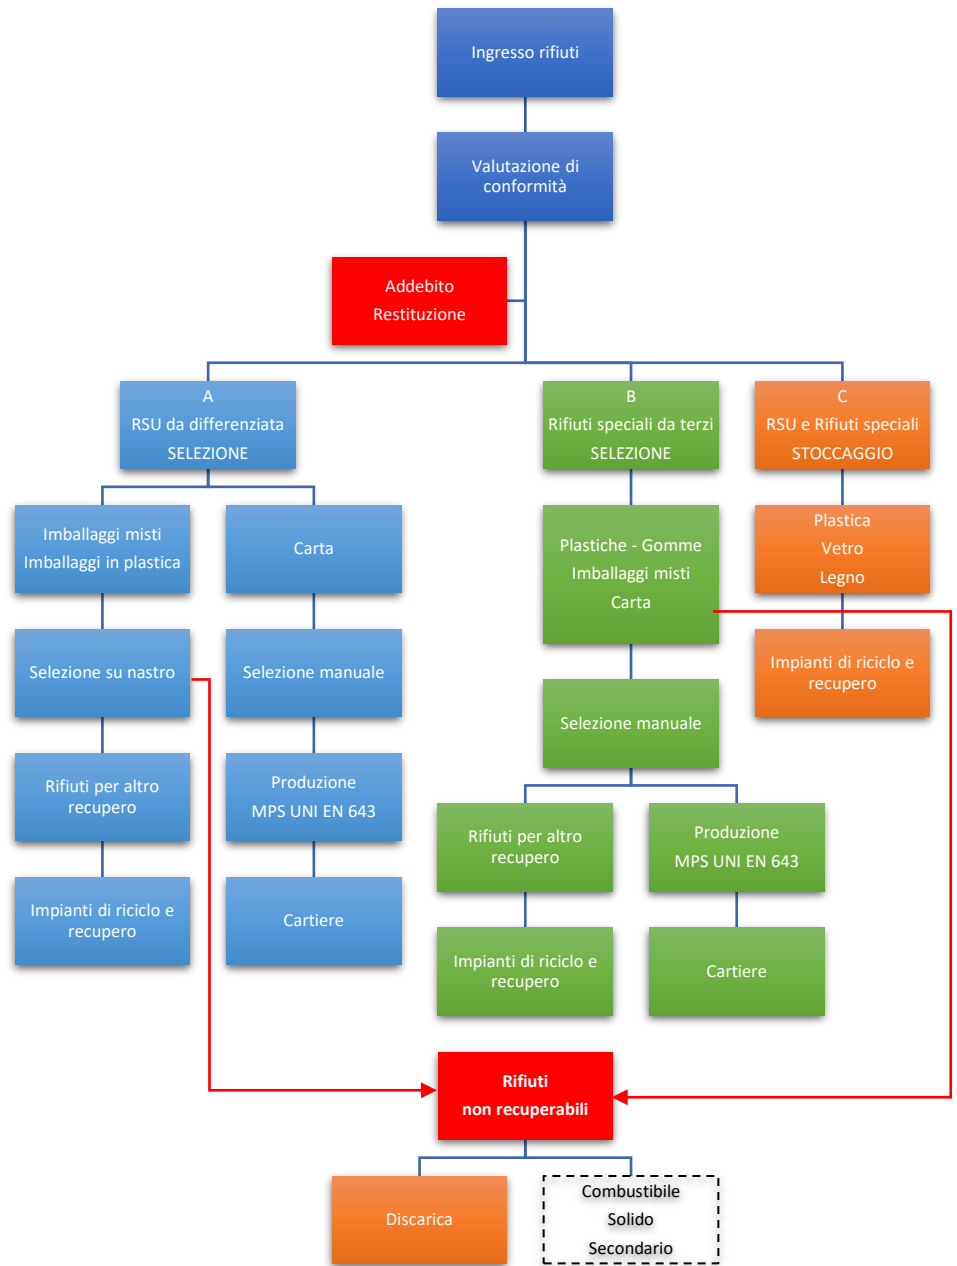 Ingresso rifiuti
Valutazione di
conformità
Addebito
Restituzione
A
RSU da differenziata
SELEZIONE
B
Rifiuti speciali da terzi
SELEZIONE
C
RSU e Rifiuti speciali
STOCCAGGIO
Imballaggi misti
Imballaggi in plastica
Carta
Plastiche - Gomme
Imballaggi misti
Carta
Plastica
Vetro
Legno
Selezione su nastro
Selezione manuale
Impianti di riciclo e
recupero
Selezione manuale
Rifiuti per altro
recupero
Produzione
MPS UNI EN 643
Rifiuti per altro
recupero
Produzione
MPS UNI EN 643
Impianti di riciclo e
recupero
Cartiere
Impianti di riciclo e
recupero
Cartiere
Rifiuti
non recuperabili
Discarica
Combustibile
Solido
Secondario